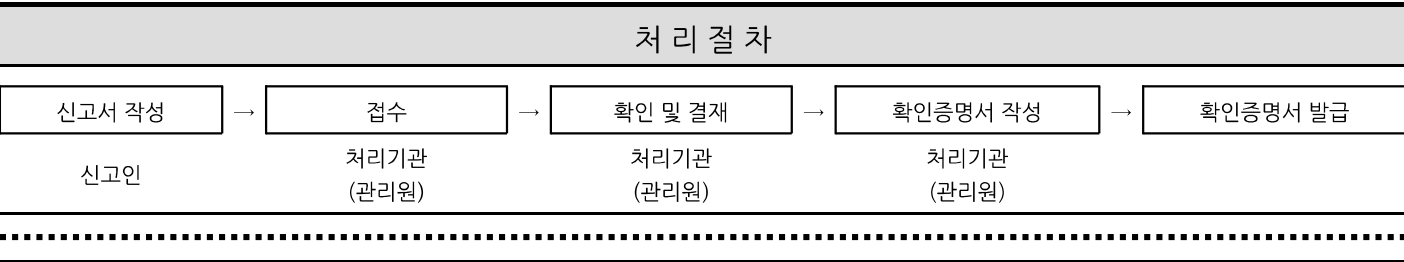 처 리 절 차
신고서 작성 → 접수 → 확인 및 결재 → 확인증명서 작성 → 확인증명서 발급
신고인 처리기관 처리기관 처리기관
(관리원) (관리원) (관리원)